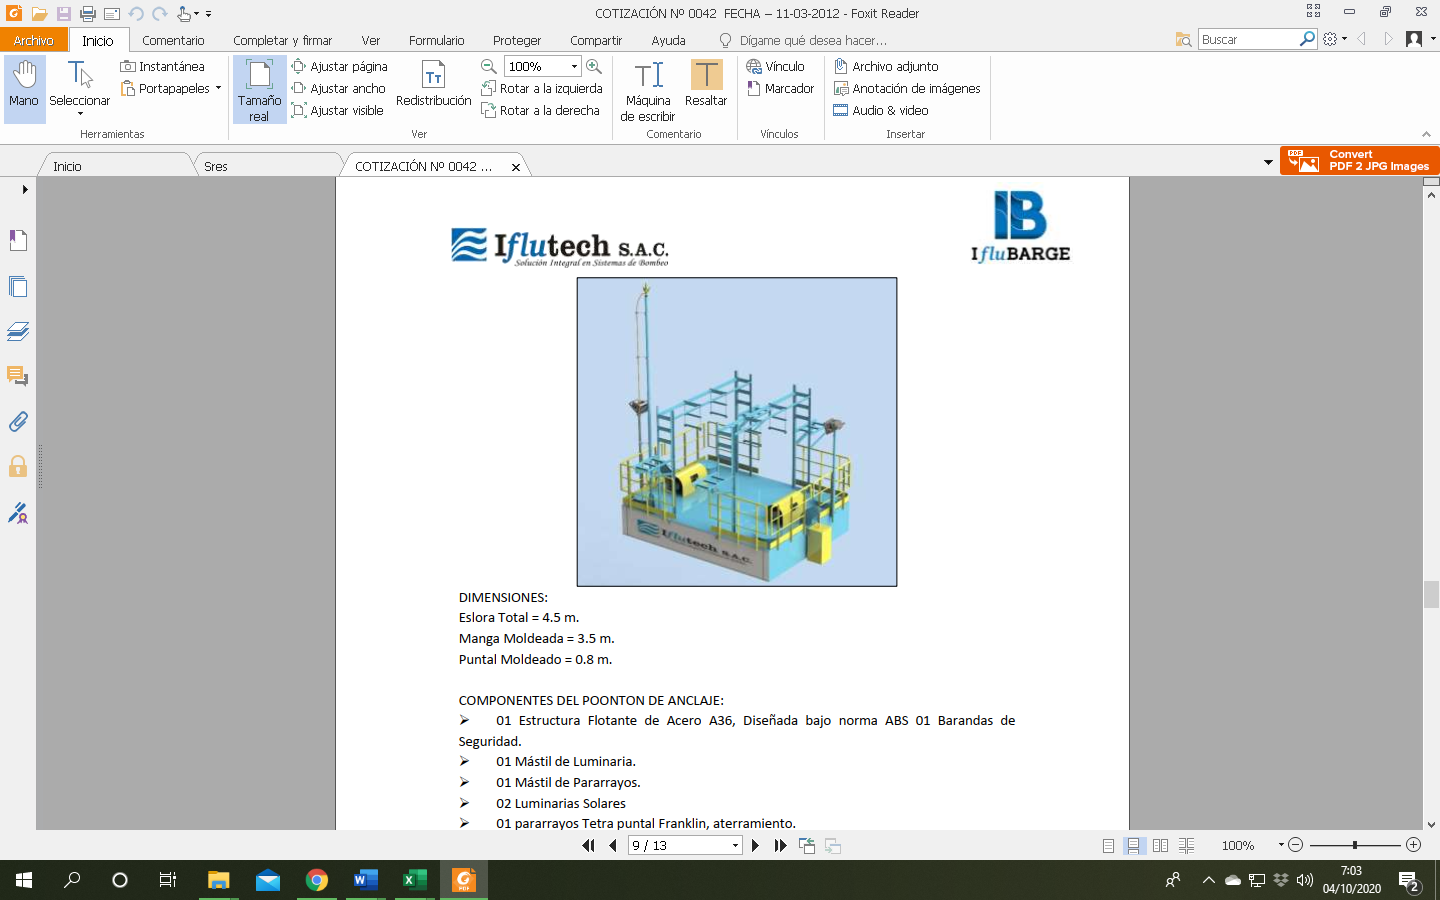 COTIZACIÓN Nº 0042  FECHA – 11-03-2012 - Foxit Reader
Archivo Inicio Comentario Completar y firmar Ver Formulario Proteger Compartir Ayuda Dígame qué desea hacer... Buscar
Mano
Seleccionar
Instantánea
Portapapeles
Herramientas
Tamaño real
Ajustar página
Ajustar ancho
Ajustar visible
Redistribución
100%
Rotar a la izquierda
Rotar a la derecha
Ver
Máquina de escribir
Resaltar
Comentario
Vínculo
Marcador
Vínculos
Archivo adjunto
Anotación de imágenes
Audio & video
Insertar
Inicio Sres COTIZACIÓN Nº 0042 ...
PDF Convert
PDF 2 JPG Images
Iflutech S.A.C.
Solución Integral en Sistemas de Bombeo
IB
IfluBARGE
Iflutech S.A.C.
DIMENSIONES:
Eslora Total = 4.5 m.
Manga Moldeada = 3.5 m.
Puntal Moldeado = 0.8 m.
COMPONENTES DEL POONTON DE ANCLAJE:
01 Estructura Flotante de Acero A36, Diseñada bajo norma ABS 01 Barandas de
Seguridad.
01 Mástil de Luminaria.
01 Mástil de Pararrayos.
02 Luminarias Solares
01 pararrayos Tetra puntal Franklin, aterramiento.
9 / 13
100%
7:03
04/10/2020
2